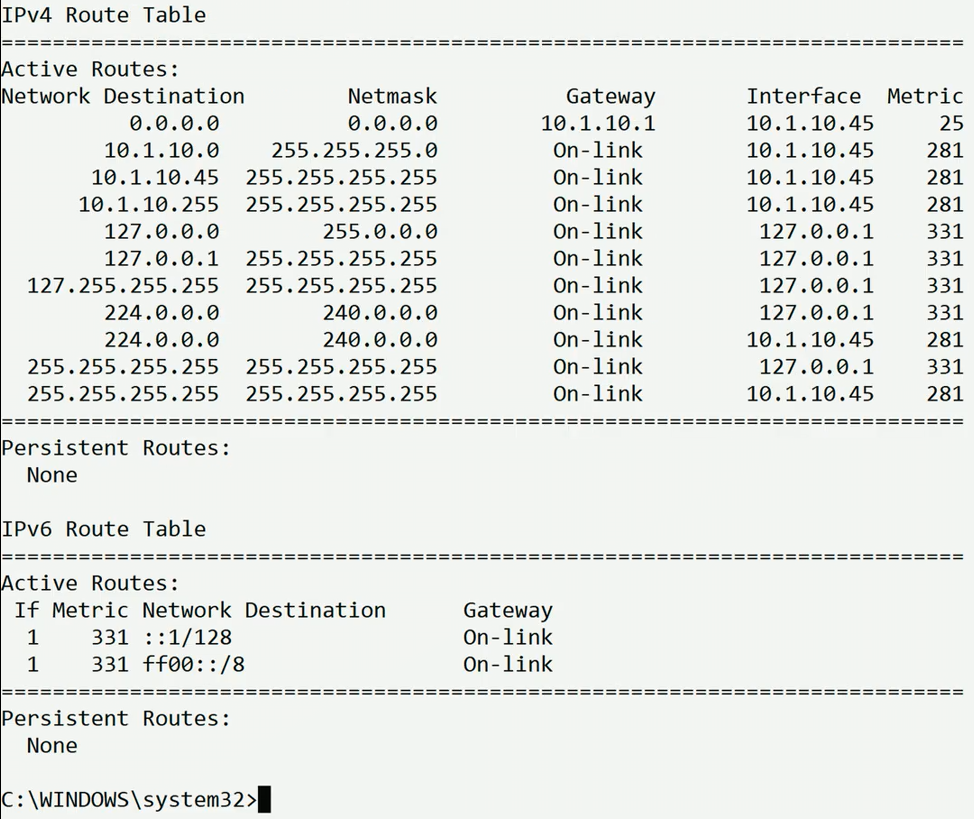 IPv4 Route Table
===========================================================================
Active Routes:
Network Destination        Netmask          Gateway       Interface  Metric
          0.0.0.0          0.0.0.0        10.1.10.1       10.1.10.45     25
        10.1.10.0    255.255.255.0         On-link        10.1.10.45    281
       10.1.10.45  255.255.255.255         On-link        10.1.10.45    281
      10.1.10.255  255.255.255.255         On-link        10.1.10.45    281
        127.0.0.0        255.0.0.0         On-link         127.0.0.1    331
        127.0.0.1  255.255.255.255         On-link         127.0.0.1    331
  127.255.255.255  255.255.255.255         On-link         127.0.0.1    331
        224.0.0.0        240.0.0.0         On-link         127.0.0.1    331
        224.0.0.0        240.0.0.0         On-link        10.1.10.45    281
  255.255.255.255  255.255.255.255         On-link         127.0.0.1    331
  255.255.255.255  255.255.255.255         On-link        10.1.10.45    281
===========================================================================
Persistent Routes:
  None
IPv6 Route Table
===========================================================================
Active Routes:
 If Metric Network Destination      Gateway
  1    331 ::1/128                  On-link
  1    331 ff00::/8                 On-link
===========================================================================
Persistent Routes:
  None
C:\WINDOWS\system32>